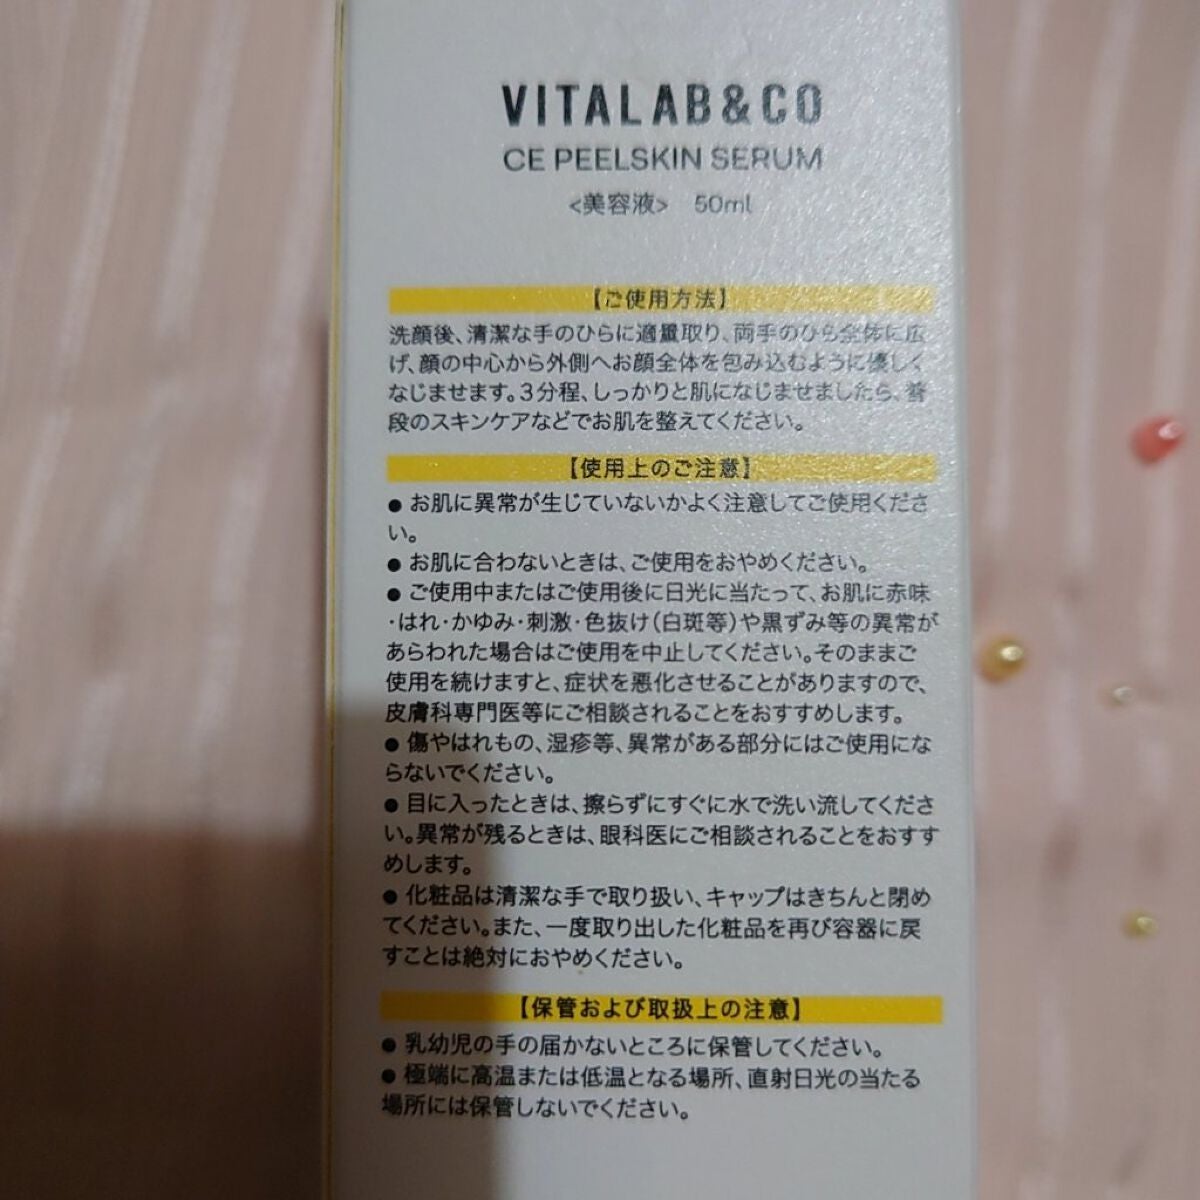 VITALAB&CO
CE PEELSKIN SERUM
<美容液> 50ml
【ご使用方法】
洗顔後、清潔な手のひらに適量取り、両手のひら全体に広
げ、顔の中心から外側へお顔全体を包み込むように優しく
なじませます。3分程、しっかりと肌になじませましたら、普
段のスキンケアなどでお肌を整えてください。
【使用上のご注意】
● お肌に異常が生じていないかよく注意してご使用くださ
い。
● お肌に合わないときは、ご使用をおやめください。
● ご使用中またはご使用後に日光に当たって、お肌に赤味
・はれ・かゆみ・刺激・色抜け(白斑等)や黒ずみ等の異常が
あらわれた場合はご使用を中止してください。そのままご
使用を続けますと、症状を悪化させることがありますので、
皮膚科専門医等にご相談されることをおすすめします。
● 傷やはれもの、湿疹等、異常がある部分にはご使用にな
らないでください。
● 目に入ったときは、擦らずにすぐに水で洗い流してくださ
い。異常が残るときは、眼科医にご相談されることをおすす
めします。
● 化粧品は清潔な手で取り扱い、キャップはきちんと閉め
てください。また、一度取り出した化粧品を再び容器に戻
すことは絶対におやめください。
【保管および取扱上の注意】
● 乳幼児の手の届かないところに保管してください。
● 極端に高温または低温となる場所、直射日光の当たる
場所には保管しないでください。